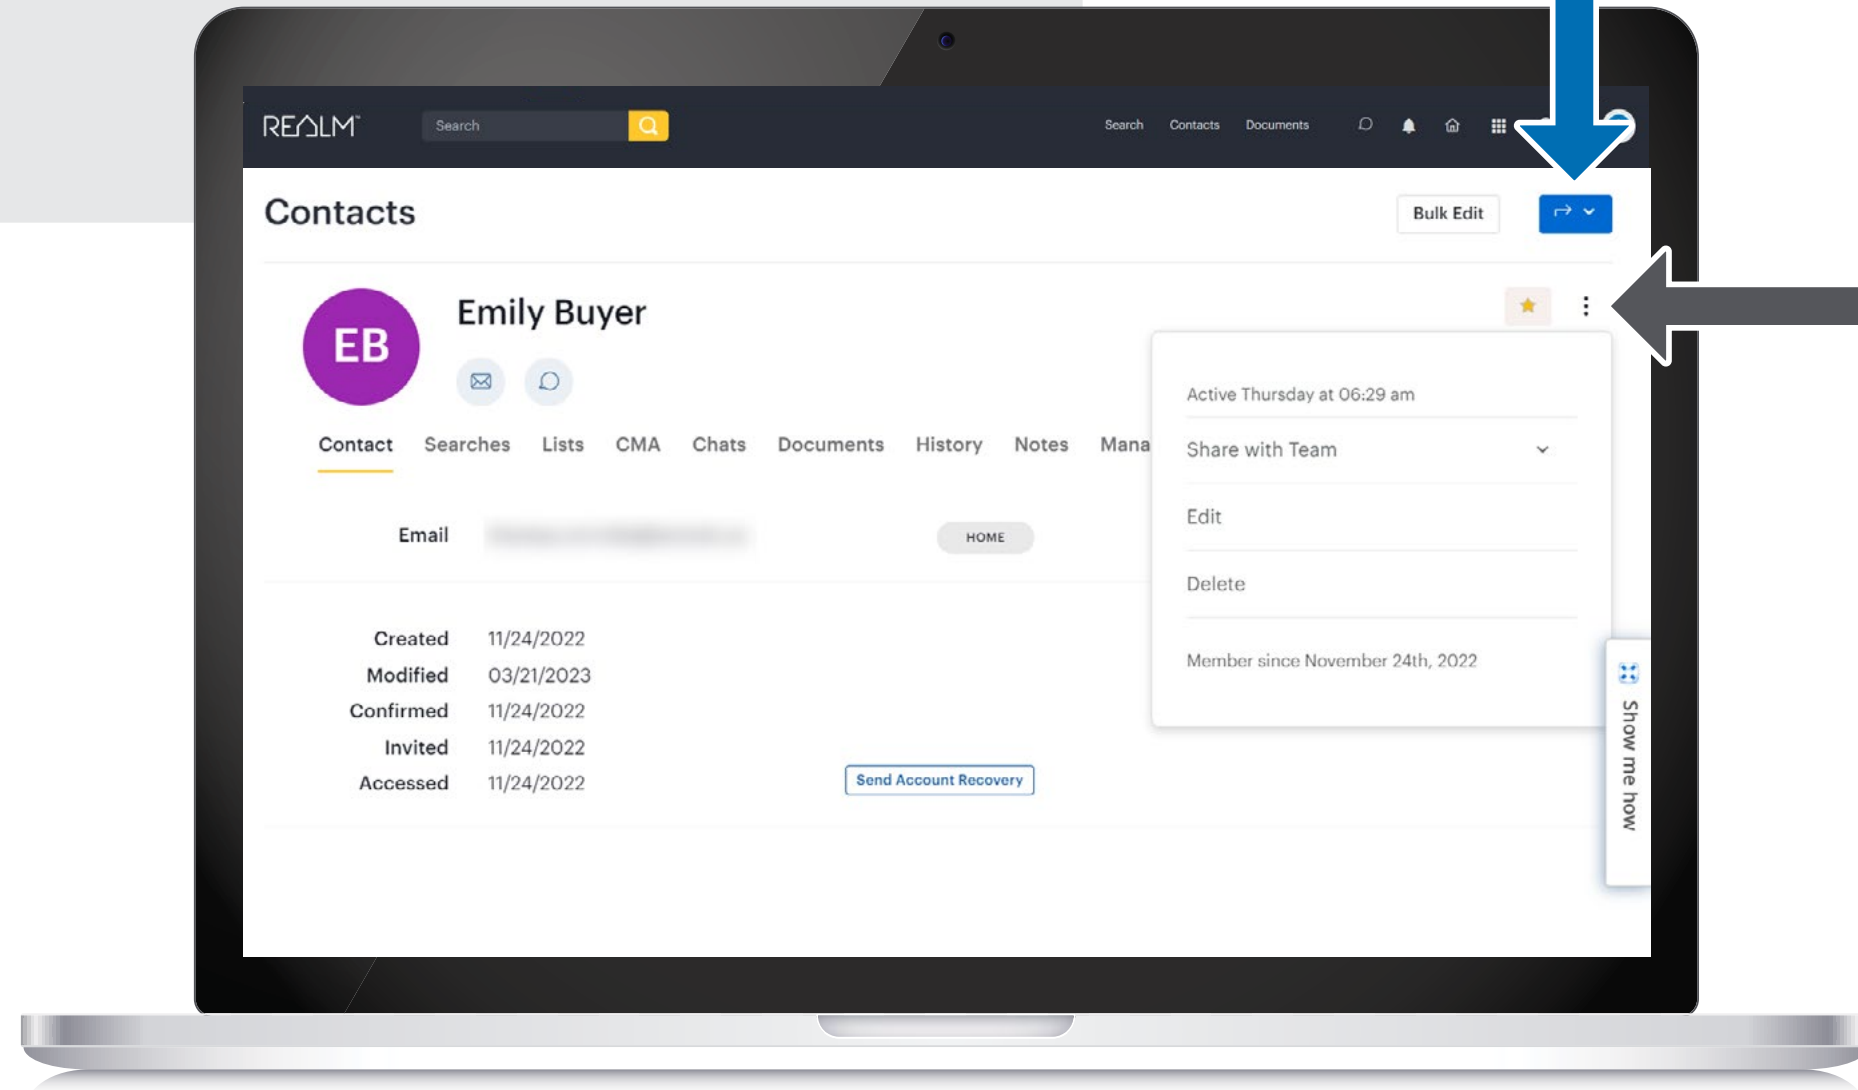 REALM™
Search
Search Contacts Documents
Contacts
Bulk Edit
EB
Emily Buyer
Contact Searches Lists CMA Chats Documents History Notes Mana
Active Thursday at 06:29 am
Share with Team
Edit
Delete
Member since November 24th, 2022
Email
HOME
Created 11/24/2022
Modified 03/21/2023
Confirmed 11/24/2022
Invited 11/24/2022
Accessed 11/24/2022
Send Account Recovery
Show me how